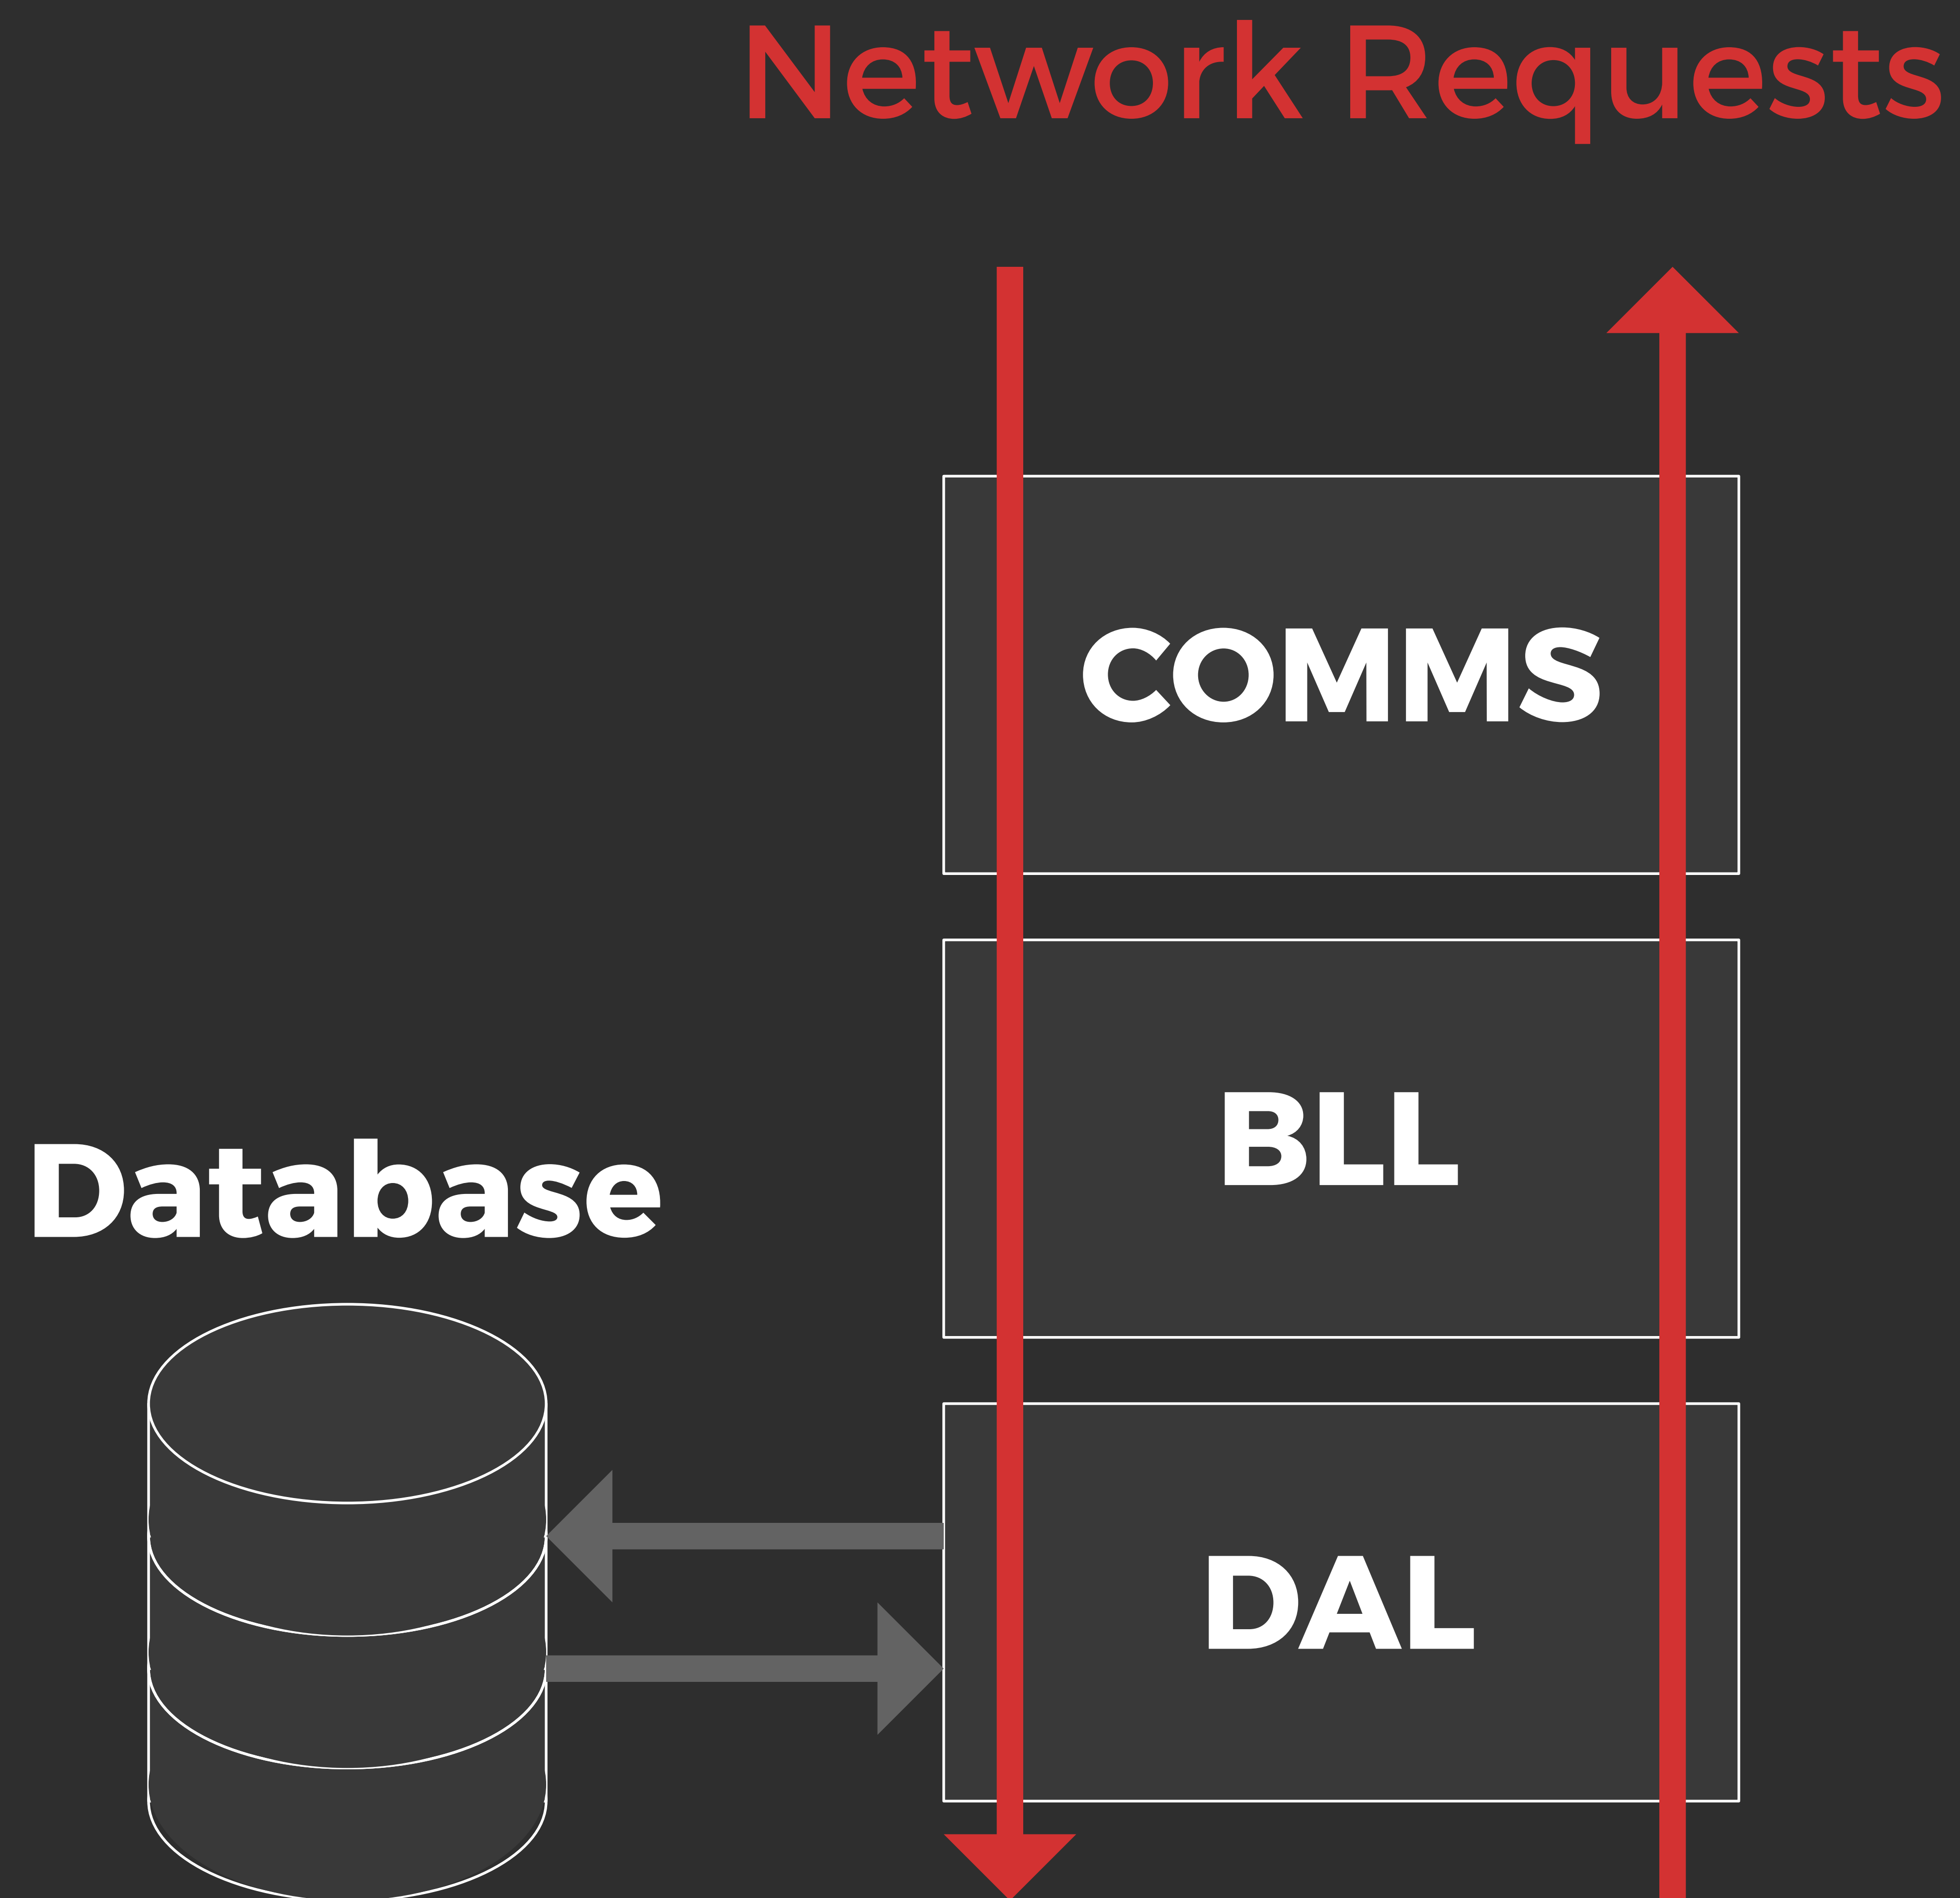 Network Requests
COMMS
BLL
Database
DAL